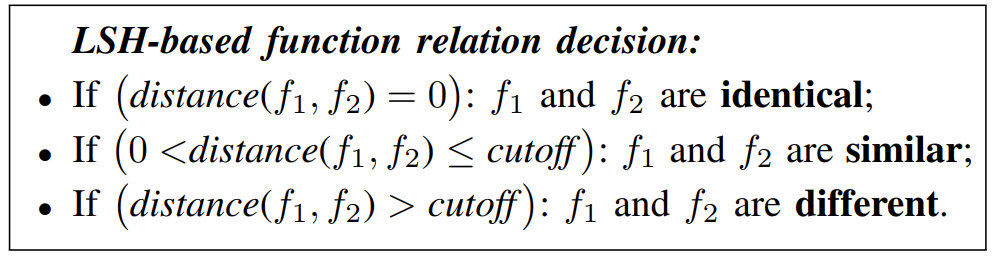 LSH-based function relation decision:
• If (distance(f₁, f₂) = 0): f₁ and f₂ are identical;
• If (0 <distance(f₁, f₂) ≤ cutoff): f₁ and f₂ are similar;
• If (distance(f₁, f₂) > cutoff): f₁ and f₂ are different.